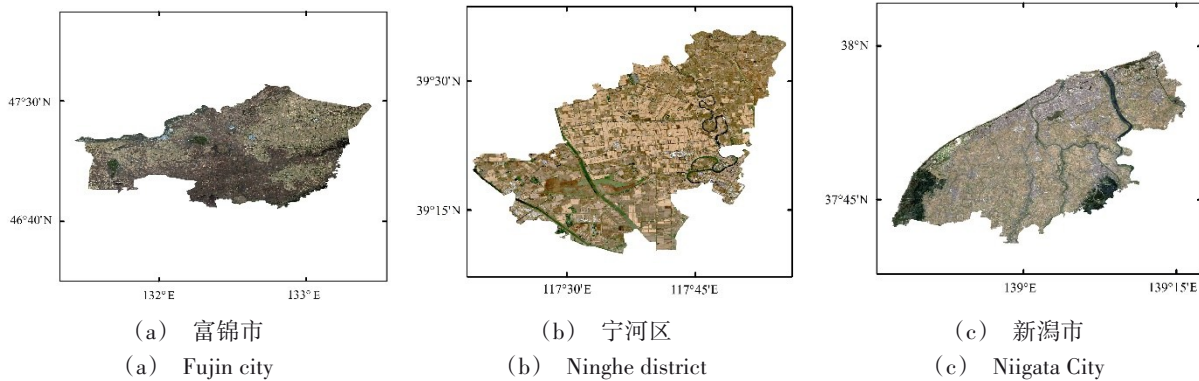 47°30′N
46°40′N
132°E
133°E
39°30′N
39°15′N
117°30′E
117°45′E
38°N
37°45′N
139°E
139°15′E
(a) 富锦市
(b) 宁河区
(c) 新潟市
(a) Fujin city
(b) Ninghe district
(c) Niigata City